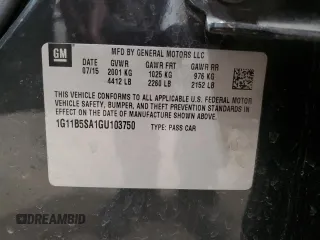 GM
MFD BY GENERAL MOTORS LLC
07/15 GVWR GAWR FRT GAWR RR
2001 KG 1025 KG 976 KG
4412 LB 2260 LB 2152 LB
THIS VEHICLE CONFORMS TO ALL APPLICABLE U.S. FEDERAL MOTOR
VEHICLE SAFETY, BUMPER, AND THEFT PREVENTION STANDARDS
IN EFFECT ON THE DATE OF MANUFACTURE SHOWN ABOVE.
1G11B5SA1GU103750 TYPE: PASS CAR
DREAMBID